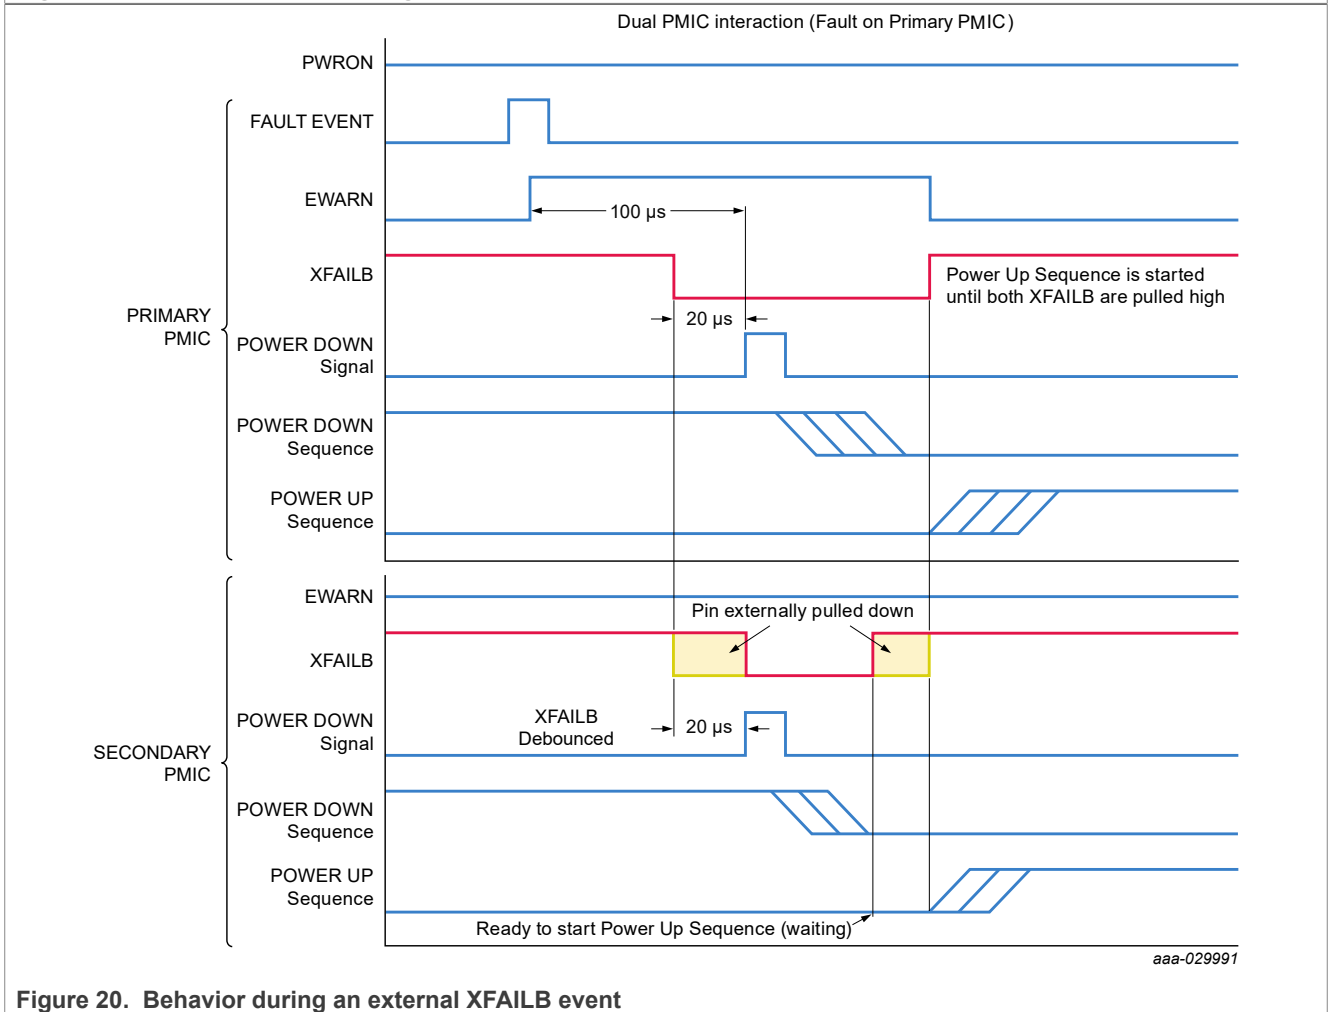 Dual PMIC interaction (Fault on Primary PMIC)
PWRON
FAULT EVENT
EWARN
100 µs
XFAILB
Power Up Sequence is started
until both XFAILB are pulled high
20 µs
PRIMARY
PMIC
POWER DOWN
Signal
POWER DOWN
Sequence
POWER UP
Sequence
EWARN
Pin externally pulled down
XFAILB
XFAILB
Debounced
20 µs
POWER DOWN
Signal
SECONDARY
PMIC
POWER DOWN
Sequence
POWER UP
Sequence
Ready to start Power Up Sequence (waiting)
aaa-029991
Figure 20. Behavior during an external XFAILB event